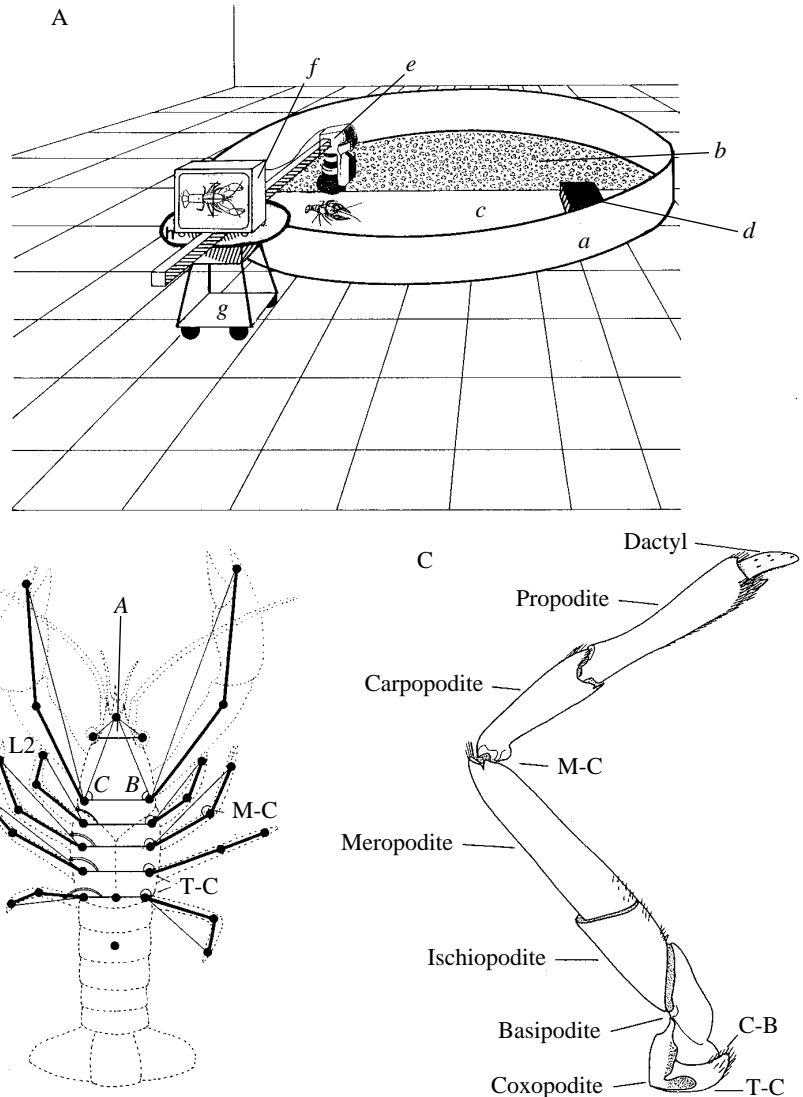 A
f
e
b
c
d
a
h
g
C
Dactyl
Propodite
Carpopodite
M-C
Meropodite
Ischiopodite
Basipodite
C-B
Coxopodite
T-C
A
L2
C
B
M-C
T-C